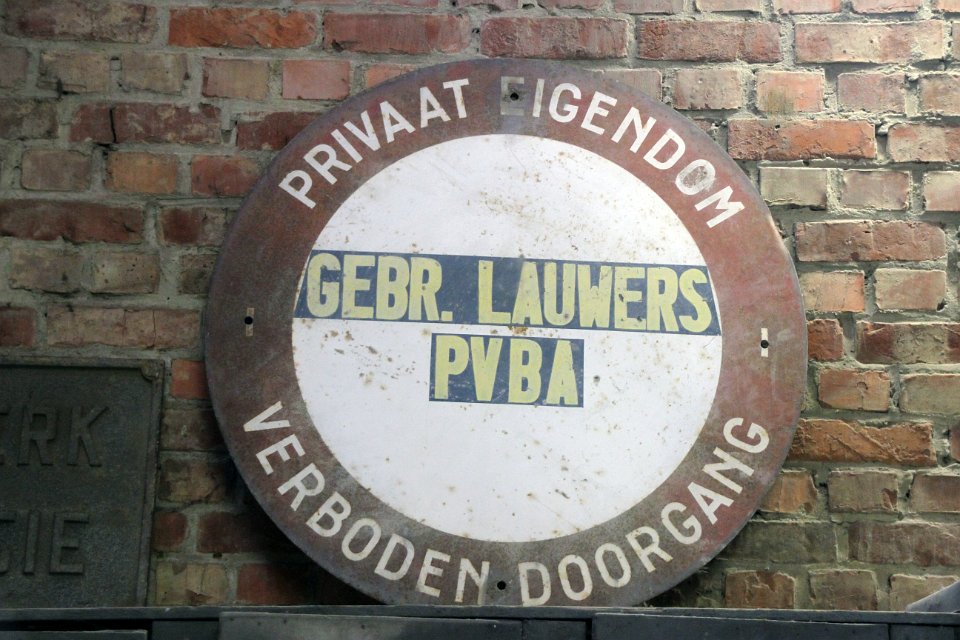 PRIVAAT EIGENDOM
GEBR. LAUWERS
PVBA
VERBODEN DOORGANG